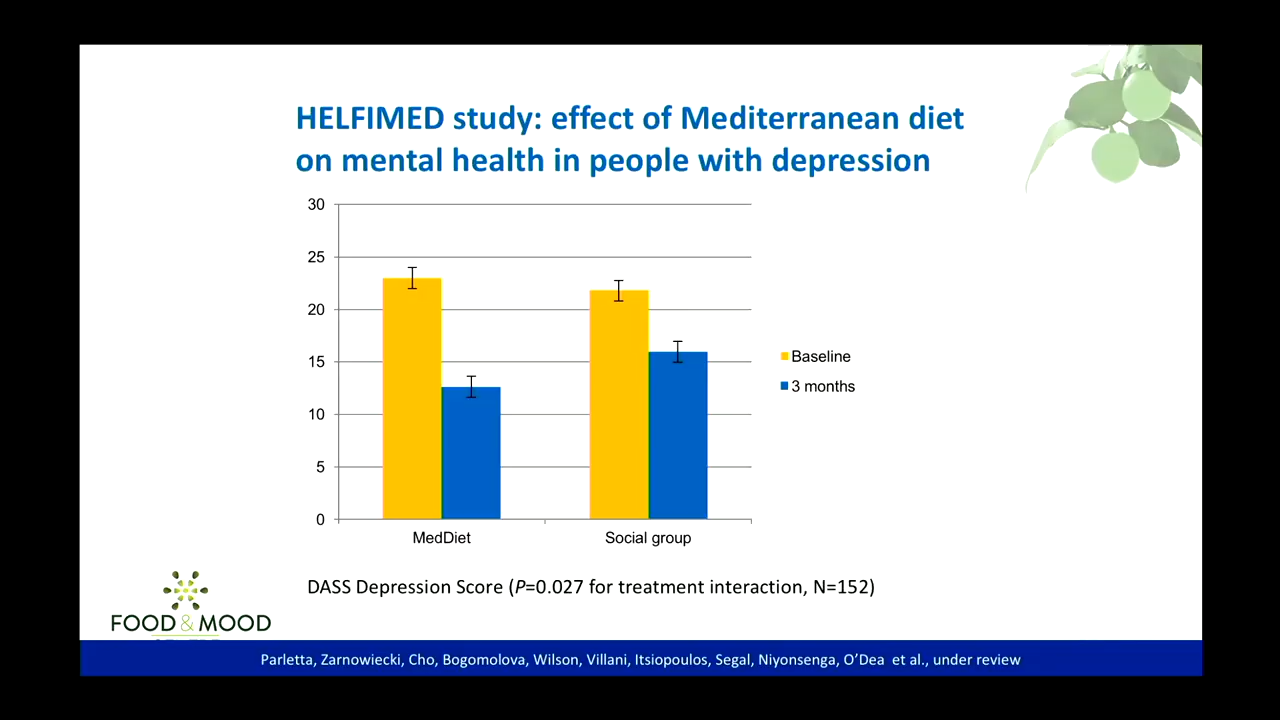 HELFIMED study: effect of Mediterranean diet
on mental health in people with depression
30
25
20
15
10
5
0
MedDiet
Social group
Baseline
3 months
DASS Depression Score (P=0.027 for treatment interaction, N=152)
FOOD & MOOD
Parletta, Zarnowiecki, Cho, Bogomolova, Wilson, Villani, Itsiopoulos, Segal, Niyonsenga, O’Dea et al., under review